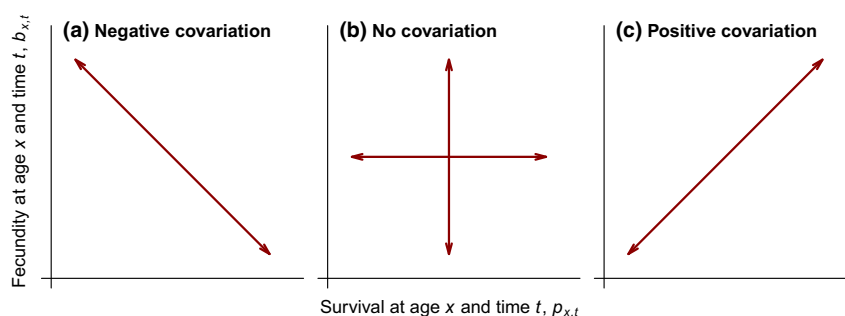 (a) Negative covariation
(b) No covariation
(c) Positive covariation
Fecundity at age x and time t, bx,t
Survival at age x and time t, px,t